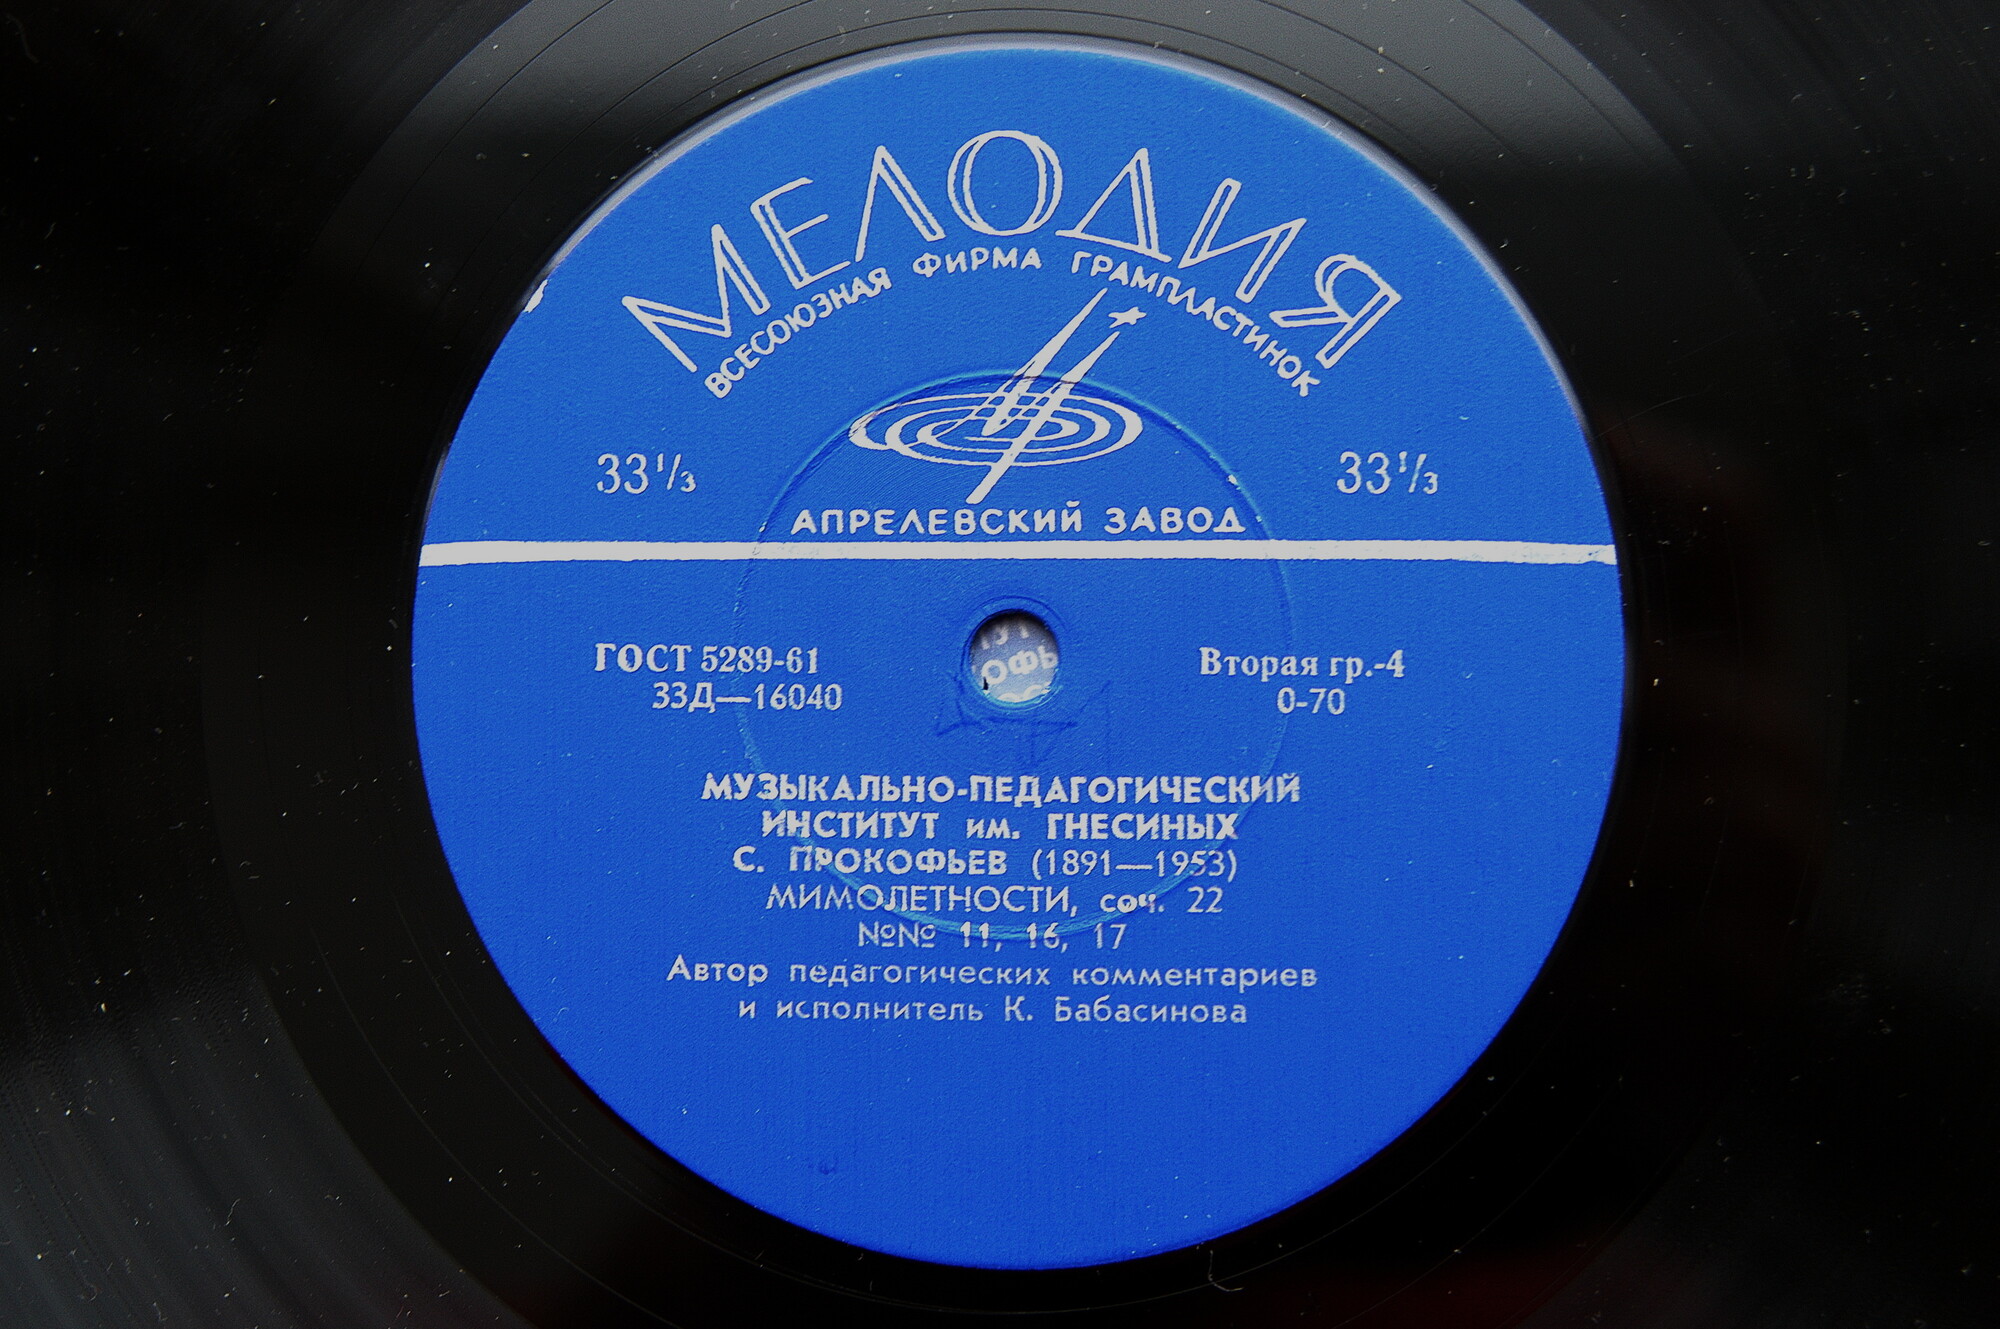 МЕЛОДИЯ
ВСЕСОЮЗНАЯ ФИРМА ГРАМПЛАСТИНОК
33⅓ 33⅓
АПРЕЛЕВСКИЙ ЗАВОД
ГОСТ 5289-61 Вторая гр.-4
33Д—16040 0-70
МУЗЫКАЛЬНО-ПЕДАГОГИЧЕСКИЙ
ИНСТИТУТ им. ГНЕСИНЫХ
С. ПРОКОФЬЕВ (1891—1953)
МИМОЛЕТНОСТИ, соч. 22
№№ 11, 16, 17
Автор педагогических комментариев
и исполнитель К. Бабасинова